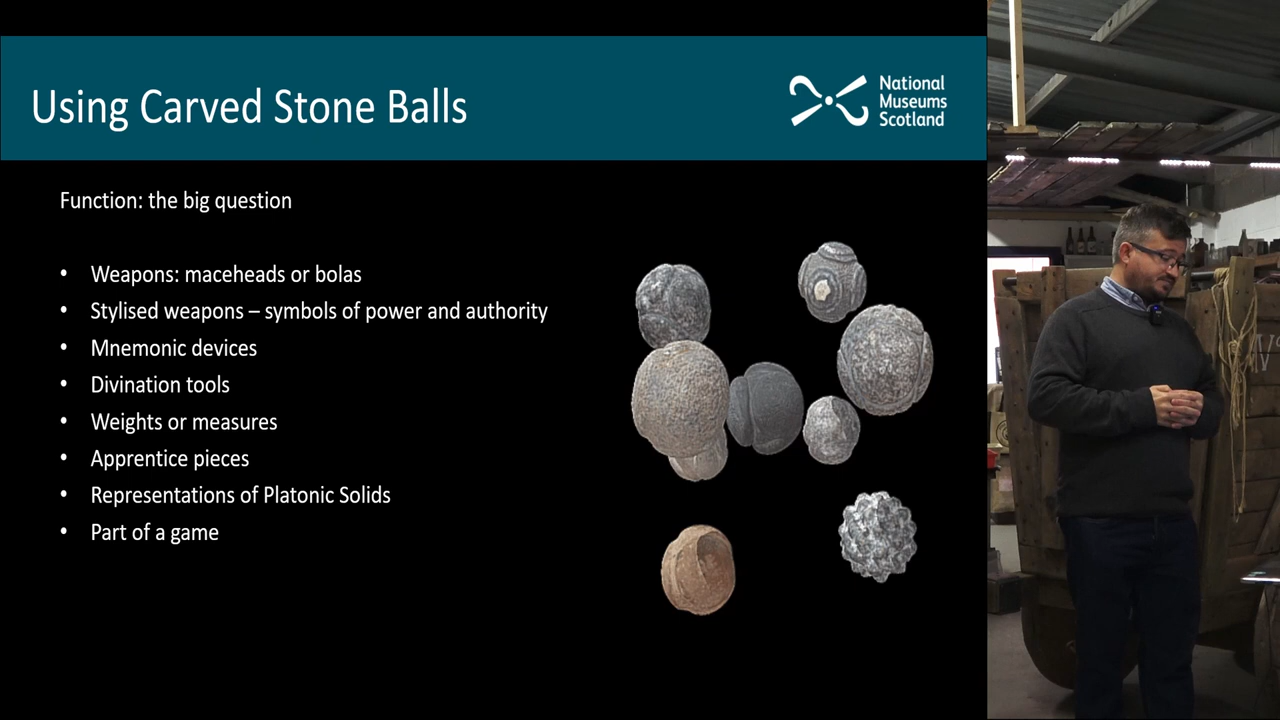 Using Carved Stone Balls
National
Museums
Scotland
Function: the big question
• Weapons: maceheads or bolas
• Stylised weapons – symbols of power and authority
• Mnemonic devices
• Divination tools
• Weights or measures
• Apprentice pieces
• Representations of Platonic Solids
• Part of a game